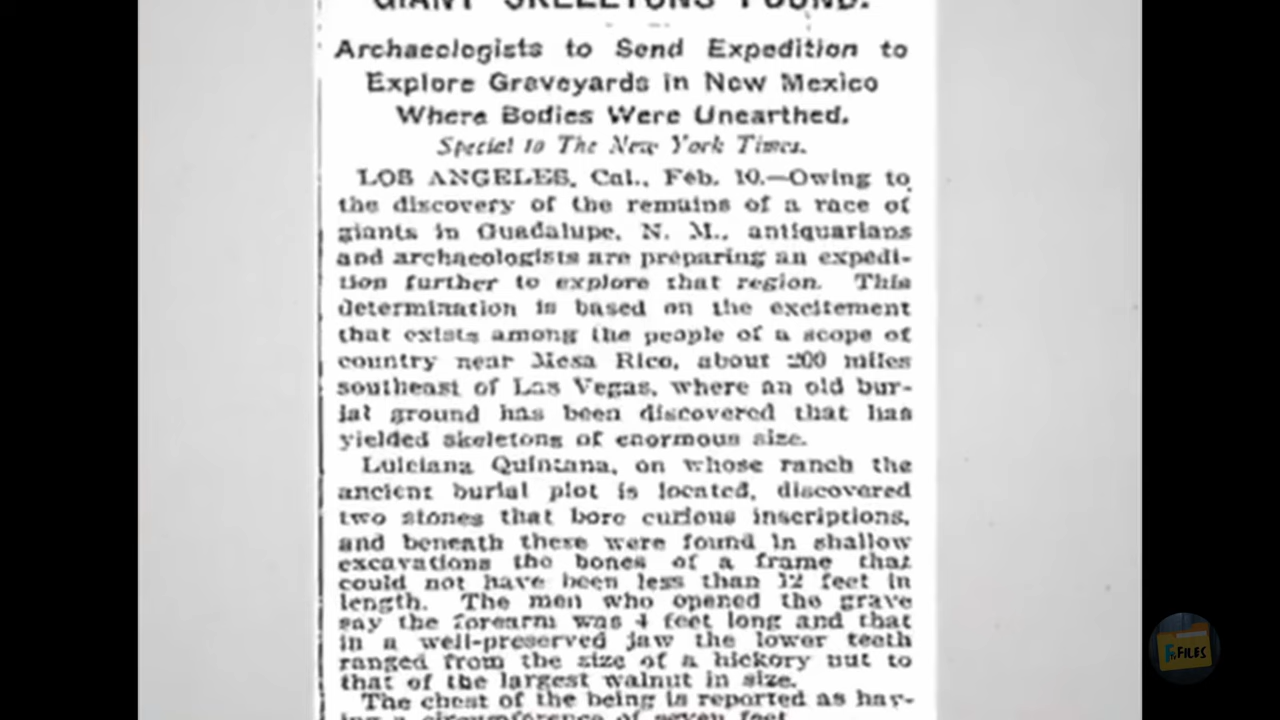 GIANT SKELETONS FOUND.
Archaeologists to Send Expedition to
Explore Graveyards in New Mexico
Where Bodies Were Unearthed.
Special to The New York Times.
LOS ANGELES, Cal., Feb. 10.—Owing to
the discovery of the remains of a race of
giants in Guadalupe, N. M., antiquarians
and archaeologists are preparing an expedi-
tion further to explore that region. This
determination is based on the excitement
that exists among the people of a scope of
country near Mesa Rico, about 200 miles
southeast of Las Vegas, where an old bur-
ial ground has been discovered that has
yielded skeletons of enormous size.
Luiciana Quintana, on whose ranch the
ancient burial plot is located, discovered
two stones that bore curious inscriptions,
and beneath these were found in shallow
excavations the bones of a frame that
could not have been less than 12 feet in
length. The men who opened the grave
say the forearm was 4 feet long and that
in a well-preserved jaw the lower teeth
ranged from the size of a hickory nut to
that of the largest walnut in size.
The chest of the being is reported as hav-
ing a circumference of seven feet.
FILES